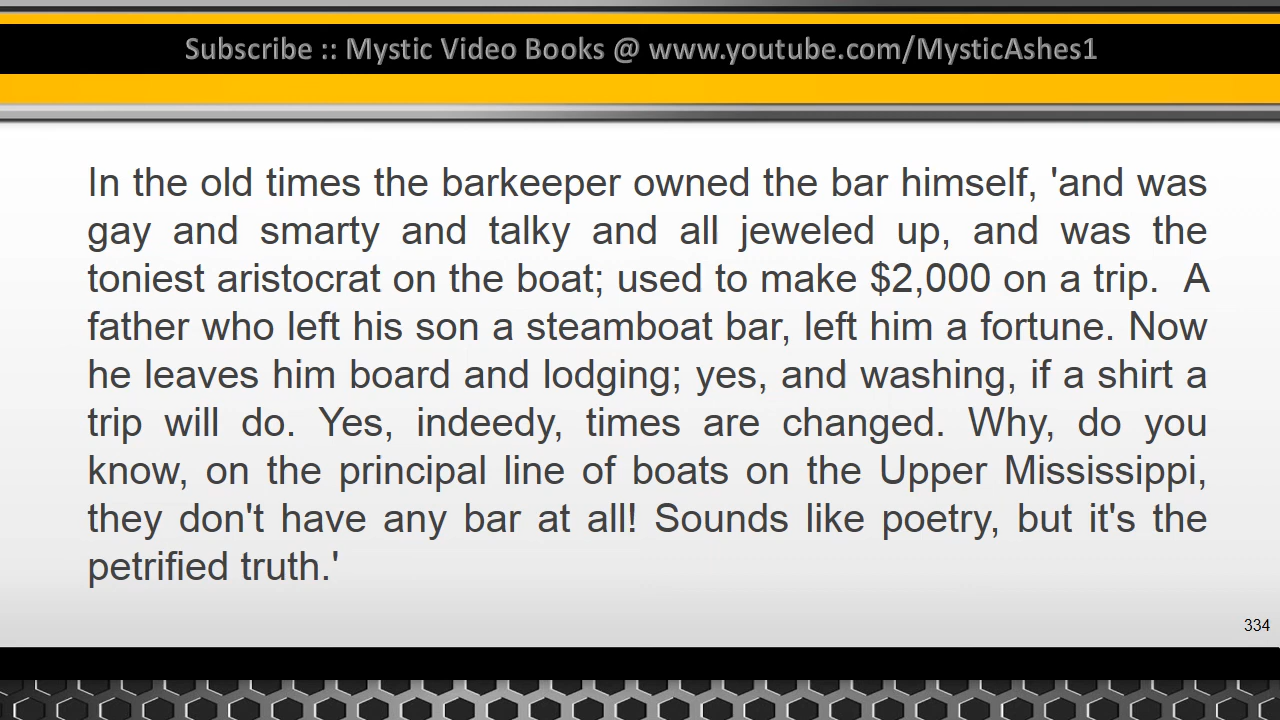 Subscribe :: Mystic Video Books @ www.youtube.com/MysticAshes1
In the old times the barkeeper owned the bar himself, 'and was
gay and smarty and talky and all jeweled up, and was the
toniest aristocrat on the boat; used to make $2,000 on a trip.  A
father who left his son a steamboat bar, left him a fortune. Now
he leaves him board and lodging; yes, and washing, if a shirt a
trip will do. Yes, indeedy, times are changed. Why, do you
know, on the principal line of boats on the Upper Mississippi,
they don't have any bar at all! Sounds like poetry, but it's the
petrified truth.'
334